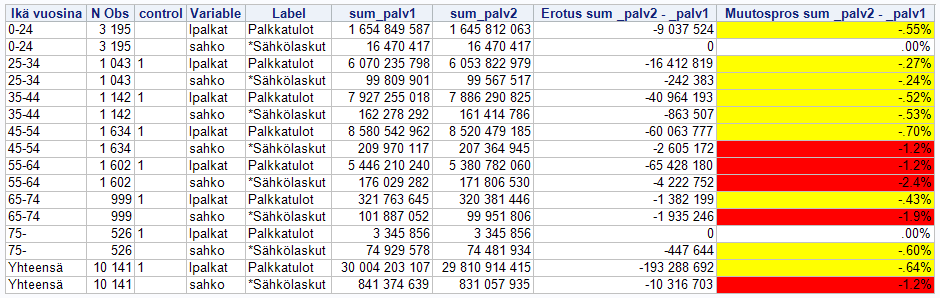 Ikä vuosina N Obs control Variable Label sum_palv1 sum_palv2 Erotus sum _palv2 - _palv1 Muutospros sum _palv2 - _palv1
0-24 3 195 lpalkat Palkkatulot 1 654 849 587 1 645 812 063 -9 037 524 -.55%
0-24 3 195 sahko *Sähkölaskut 16 470 417 16 470 417 0 .00%
25-34 1 043 1 lpalkat Palkkatulot 6 070 235 798 6 053 822 979 -16 412 819 -.27%
25-34 1 043 sahko *Sähkölaskut 99 809 901 99 567 517 -242 383 -.24%
35-44 1 142 1 lpalkat Palkkatulot 7 927 255 018 7 886 290 825 -40 964 193 -.52%
35-44 1 142 sahko *Sähkölaskut 162 278 292 161 414 786 -863 507 -.53%
45-54 1 634 1 lpalkat Palkkatulot 8 580 542 962 8 520 479 185 -60 063 777 -.70%
45-54 1 634 sahko *Sähkölaskut 209 970 117 207 364 945 -2 605 172 -1.2%
55-64 1 602 1 lpalkat Palkkatulot 5 446 210 240 5 380 782 060 -65 428 180 -1.2%
55-64 1 602 sahko *Sähkölaskut 176 029 282 171 806 530 -4 222 752 -2.4%
65-74 999 1 lpalkat Palkkatulot 321 763 645 320 381 446 -1 382 199 -.43%
65-74 999 sahko *Sähkölaskut 101 887 052 99 951 806 -1 935 246 -1.9%
75- 526 1 lpalkat Palkkatulot 3 345 856 3 345 856 0 .00%
75- 526 sahko *Sähkölaskut 74 929 578 74 481 934 -447 644 -.60%
Yhteensä 10 141 1 lpalkat Palkkatulot 30 004 203 107 29 810 914 415 -193 288 692 -.64%
Yhteensä 10 141 sahko *Sähkölaskut 841 374 639 831 057 935 -10 316 703 -1.2%